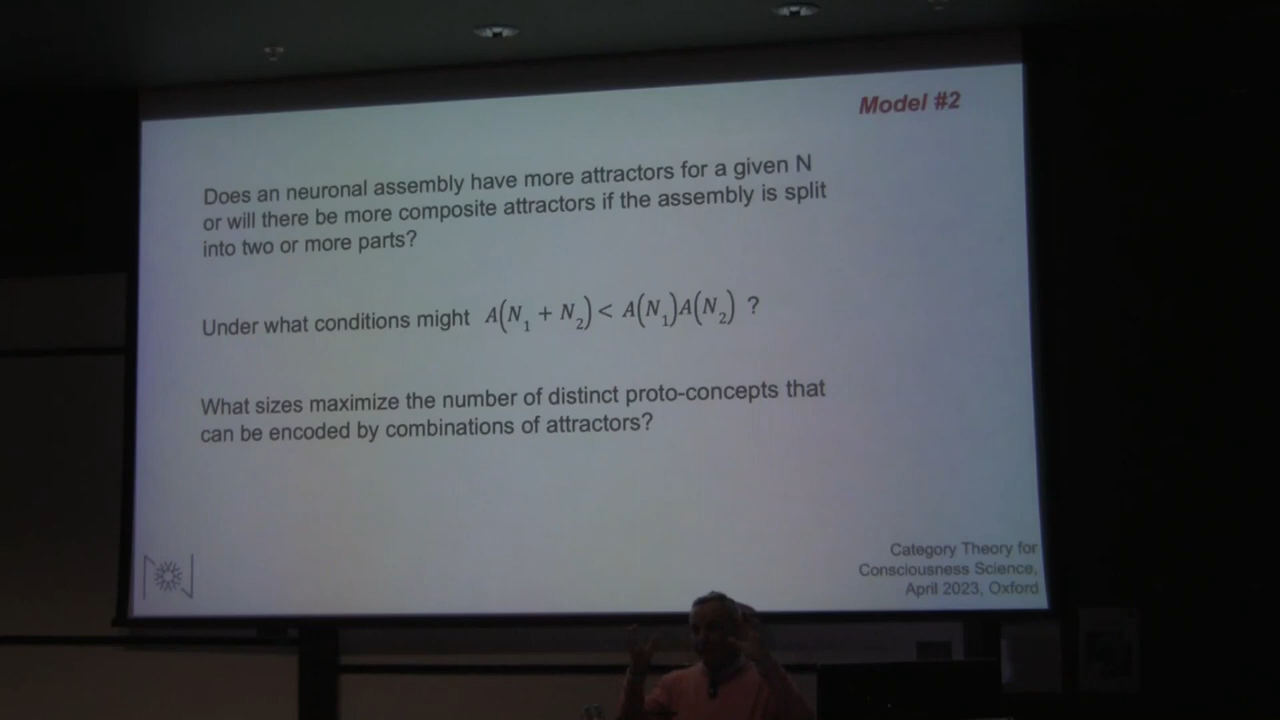 Model #2
Does an neuronal assembly have more attractors for a given N
or will there be more composite attractors if the assembly is split
into two or more parts?
Under what conditions might A(N₁ + N₂) < A(N₁)A(N₂) ?
What sizes maximize the number of distinct proto-concepts that
can be encoded by combinations of attractors?
Category Theory for
Consciousness Science,
April 2023, Oxford